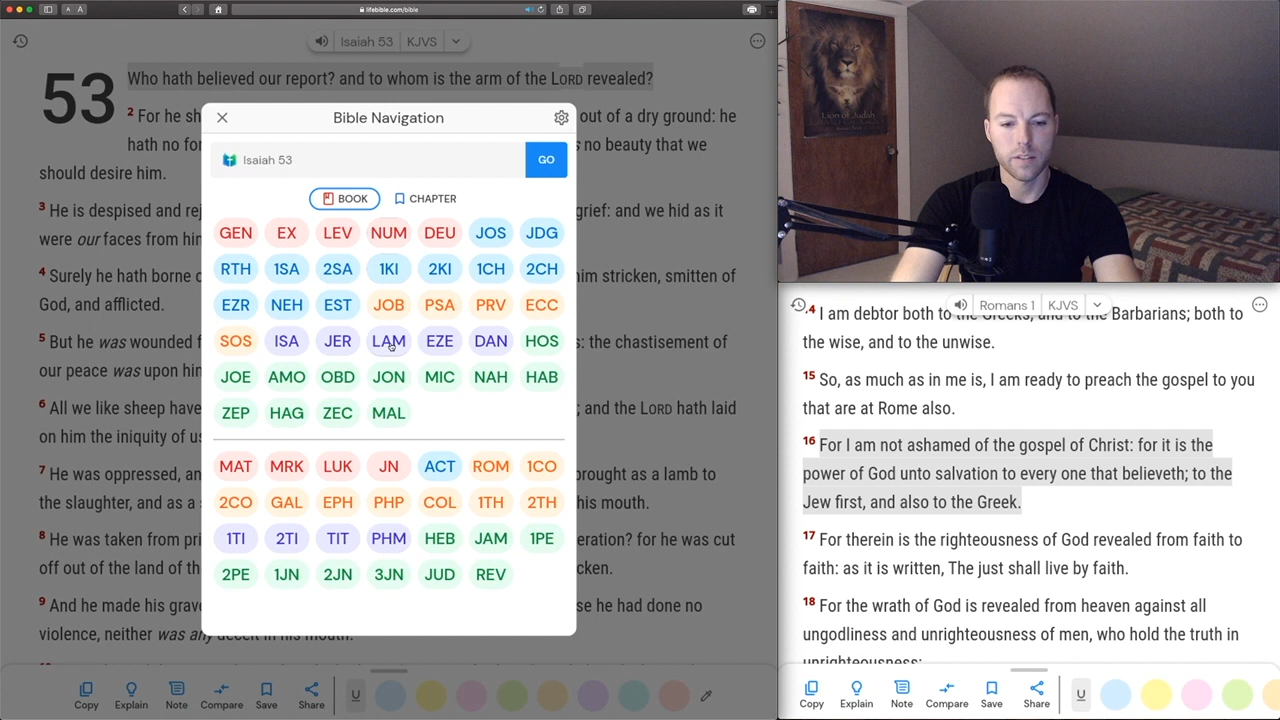 A A
lifebible.com/bible
Isaiah 53 KJVS
53 Who hath believed our report? and to whom is the arm of the LORD revealed?
2 For he sh out of a dry ground: he
hath no for s no beauty that we
should desire him.
3 He is despised and rej grief: and we hid as it
were our faces from hi
4 Surely he hath borne o him stricken, smitten of
God, and afflicted.
5 But he was wounded f s: the chastisement of
our peace was upon him
6 All we like sheep have ; and the LORD hath laid
on him the iniquity of us
7 He was oppressed, an brought as a lamb to
the slaughter, and as a s his mouth.
8 He was taken from pri eration? for he was cut
off out of the land of th cken.
9 And he made his grave se he had done no
violence, neither was any deceit in his mouth.
Bible Navigation
Isaiah 53 GO
BOOK CHAPTER
GEN EX LEV NUM DEU JOS JDG
RTH 1SA 2SA 1KI 2KI 1CH 2CH
EZR NEH EST JOB PSA PRV ECC
SOS ISA JER LAM EZE DAN HOS
JOE AMO OBD JON MIC NAH HAB
ZEP HAG ZEC MAL
MAT MRK LUK JN ACT ROM 1CO
2CO GAL EPH PHP COL 1TH 2TH
1TI 2TI TIT PHM HEB JAM 1PE
2PE 1JN 2JN 3JN JUD REV
Copy Explain Note Compare Save Share U
Lion of Judah
Romans 1 KJVS
4 I am debtor both to the Greeks, and to the Barbarians; both to
the wise, and to the unwise.
15 So, as much as in me is, I am ready to preach the gospel to you
that are at Rome also.
16 For I am not ashamed of the gospel of Christ: for it is the
power of God unto salvation to every one that believeth; to the
Jew first, and also to the Greek.
17 For therein is the righteousness of God revealed from faith to
faith: as it is written, The just shall live by faith.
18 For the wrath of God is revealed from heaven against all
ungodliness and unrighteousness of men, who hold the truth in
unrighteousness:
Copy Explain Note Compare Save Share U